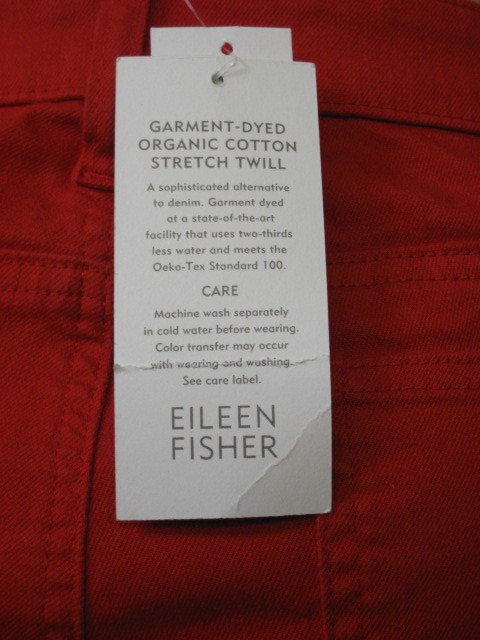 GARMENT-DYED
ORGANIC COTTON
STRETCH TWILL
A sophisticated alternative
to denim. Garment dyed
at a state-of-the-art
facility that uses two-thirds
less water and meets the
Oeko-Tex Standard 100.
CARE
Machine wash separately
in cold water before wearing.
Color transfer may occur
with wearing and washing.
See care label.
EILEEN
FISHER